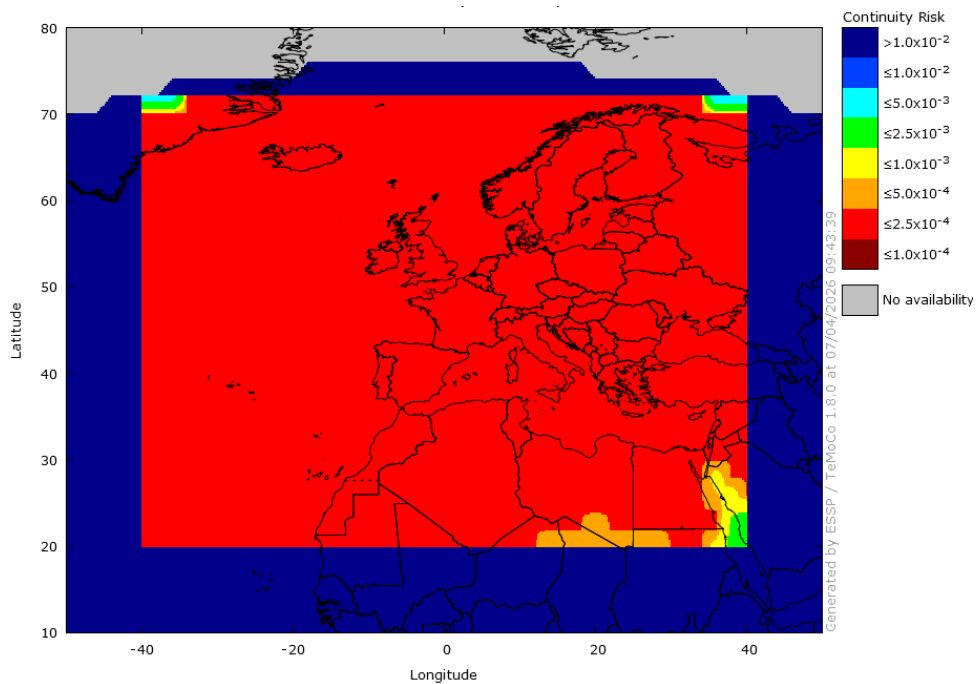 Continuity Risk
>1.0x10⁻²
≤1.0x10⁻²
≤5.0x10⁻³
≤2.5x10⁻³
≤1.0x10⁻³
≤5.0x10⁻⁴
≤2.5x10⁻⁴
≤1.0x10⁻⁴
No availability
80
70
60
50
40
30
20
10
Latitude
-40
-20
0
20
40
Longitude
Generated by ESSP / TeMoCo 1.8.0 at 07/04/2026 09:43:39